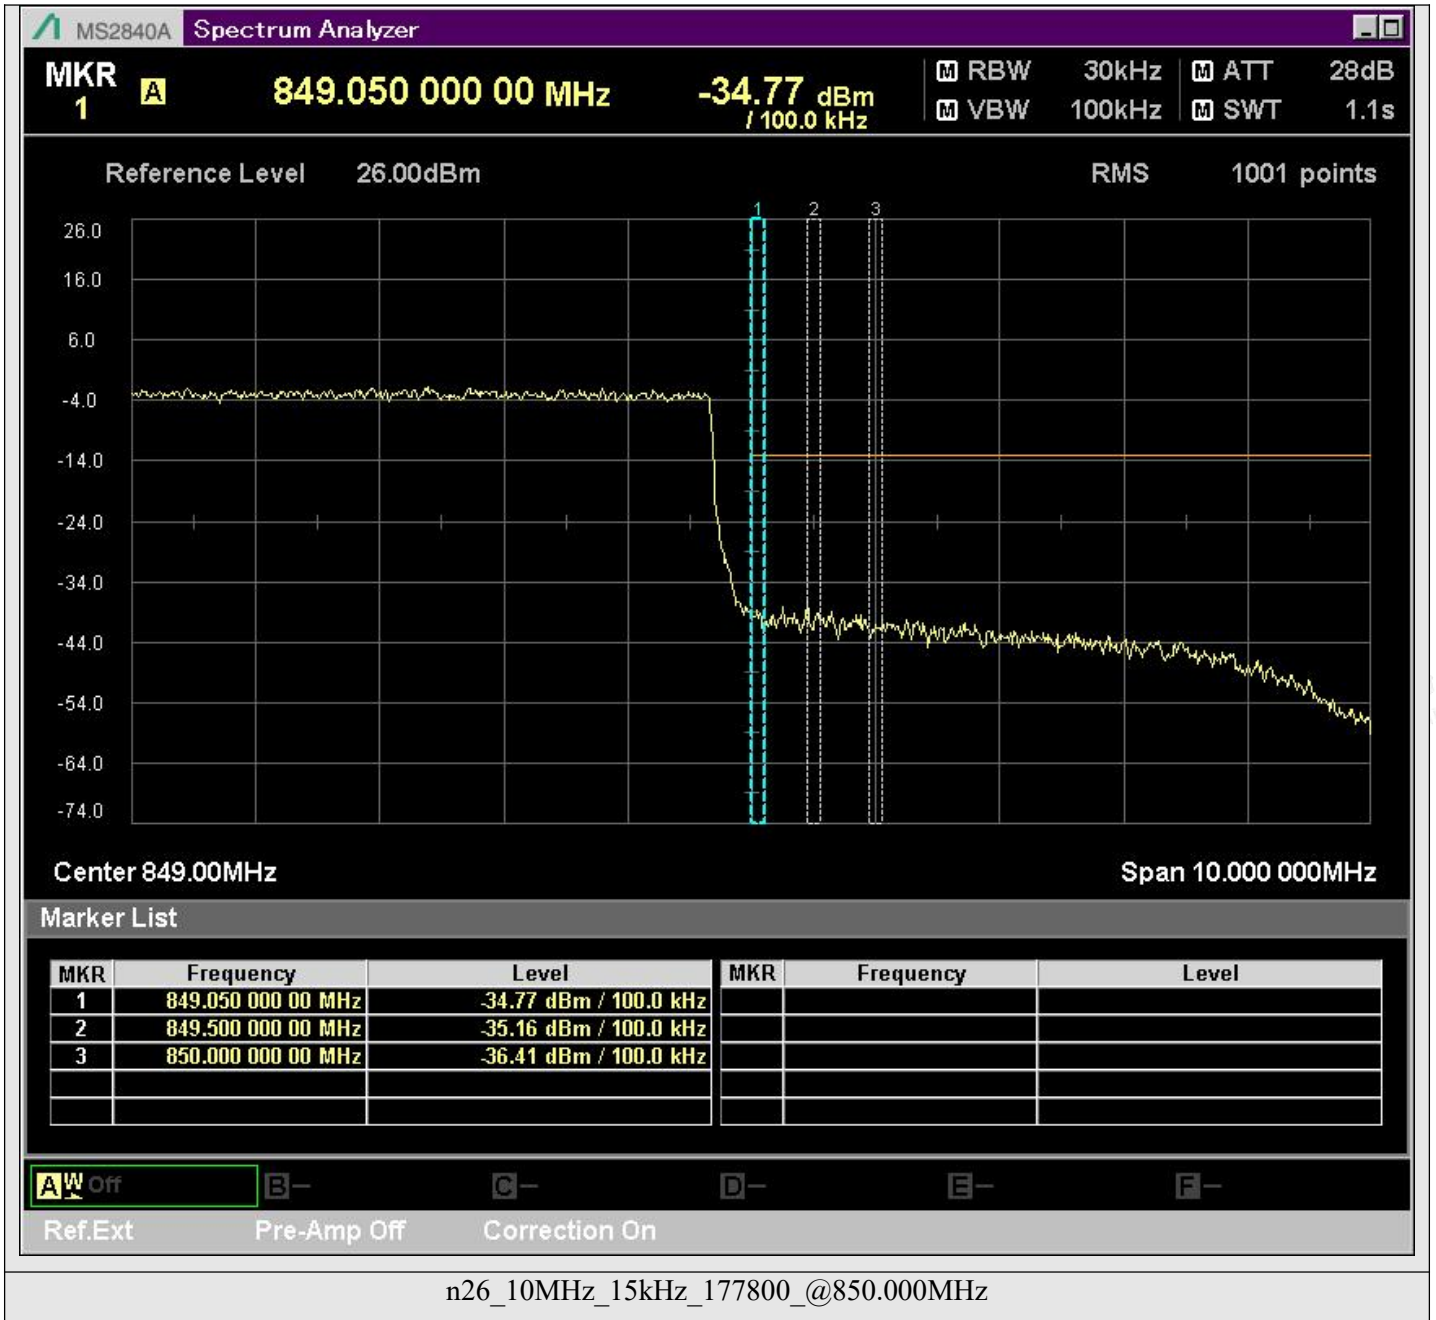 MS2840A Spectrum Analyzer
MKR 1 A 849.050 000 00 MHz -34.77 dBm / 100.0 kHz
M RBW 30kHz M ATT 28dB
M VBW 100kHz M SWT 1.1s
Reference Level 26.00dBm RMS 1001 points
1 2 3
26.0
16.0
6.0
-4.0
-14.0
-24.0
-34.0
-44.0
-54.0
-64.0
-74.0
Center 849.00MHz Span 10.000 000MHz
Marker List
MKR Frequency Level MKR Frequency Level
1 849.050 000 00 MHz -34.77 dBm / 100.0 kHz
2 849.500 000 00 MHz -35.16 dBm / 100.0 kHz
3 850.000 000 00 MHz -36.41 dBm / 100.0 kHz
A W Off B - C - D - E - F -
Ref.Ext Pre-Amp Off Correction On
n26_10MHz_15kHz_177800_@850.000MHz